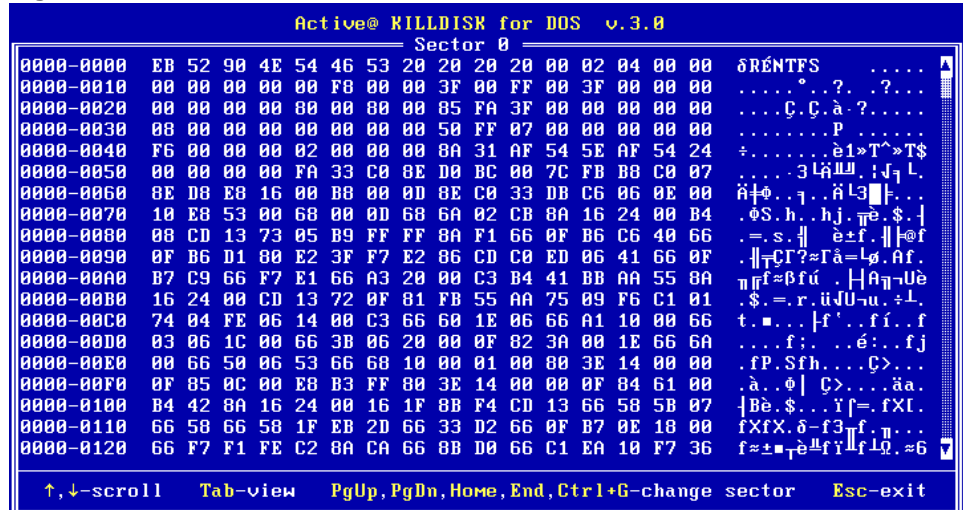 Active@ KILLDISK for DOS v.3.0
Sector 0
0000-0000 EB 52 90 4E 54 46 53 20 20 20 20 00 02 04 00 00 δRÉNTFS .....
0000-0010 00 00 00 00 00 F8 00 00 3F 00 FF 00 3F 00 00 00 .....°..?. .?...
0000-0020 00 00 00 00 80 00 80 00 85 FA 3F 00 00 00 00 00 ....Ç.Ç.à·?.....
0000-0030 08 00 00 00 00 00 00 00 50 FF 07 00 00 00 00 00 ........P ......
0000-0040 F6 00 00 00 02 00 00 00 8A 31 AF 54 5E AF 54 24 ÷.......è1»T^»T$
0000-0050 00 00 00 00 FA 33 C0 8E D0 BC 00 7C FB B8 C0 07
0000-0060 8E D8 E8 16 00 B8 00 0D 8E C0 33 DB C6 06 0E 00
0000-0070 10 E8 53 00 68 00 0D 68 6A 02 CB 8A 16 24 00 B4
0000-0080 08 CD 13 73 05 B9 FF FF 8A F1 66 0F B6 C6 40 66
0000-0090 0F B6 D1 80 E2 3F F7 E2 86 CD C0 ED 06 41 66 0F
0000-00A0 B7 C9 66 F7 E1 66 A3 20 00 C3 B4 41 BB AA 55 8A
0000-00B0 16 24 00 CD 13 72 0F 81 FB 55 AA 75 09 F6 C1 01
0000-00C0 74 04 FE 06 14 00 C3 66 60 1E 06 66 A1 10 00 66
0000-00D0 03 06 1C 00 66 3B 06 20 00 0F 82 3A 00 1E 66 6A ....f;. ..é:..fj
0000-00E0 00 66 50 06 53 66 68 10 00 01 00 80 3E 14 00 00 .fP.Sfh....Ç>...
0000-00F0 0F 85 0C 00 E8 B3 FF 80 3E 14 00 00 0F 84 61 00 .à..Φ│ Ç>....äa.
0000-0100 B4 42 8A 16 24 00 16 1F 8B F4 CD 13 66 58 5B 07 ┤Bè.$...ï⌠=.fX[.
0000-0110 66 58 66 58 1F EB 2D 66 33 D2 66 0F B7 0E 18 00 fXfX.δ-f3╥f.╖...
0000-0120 66 F7 F1 FE C2 8A CA 66 8B D0 66 C1 EA 10 F7 36 f≈±■┬è╩fï╨f┴Ω.≈6
↑,↓-scroll Tab-view PgUp,PgDn,Home,End,Ctrl+G-change sector Esc-exit